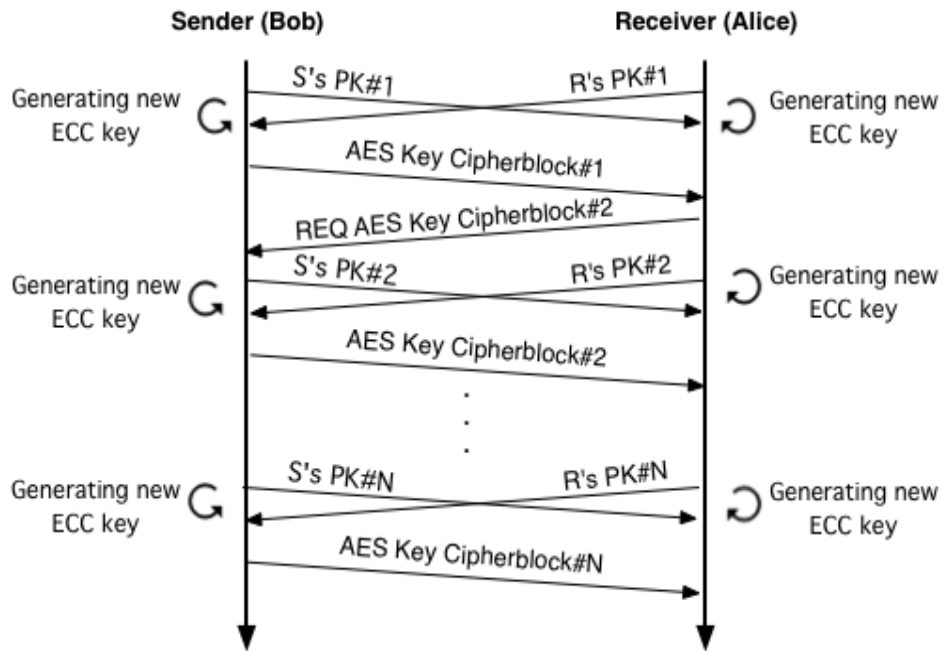 Sender (Bob)
Receiver (Alice)
S's PK#1
R's PK#1
Generating new
ECC key
Generating new
ECC key
AES Key Cipherblock#1
REQ AES Key Cipherblock#2
S's PK#2
R's PK#2
Generating new
ECC key
Generating new
ECC key
AES Key Cipherblock#2
S's PK#N
R's PK#N
Generating new
ECC key
Generating new
ECC key
AES Key Cipherblock#N